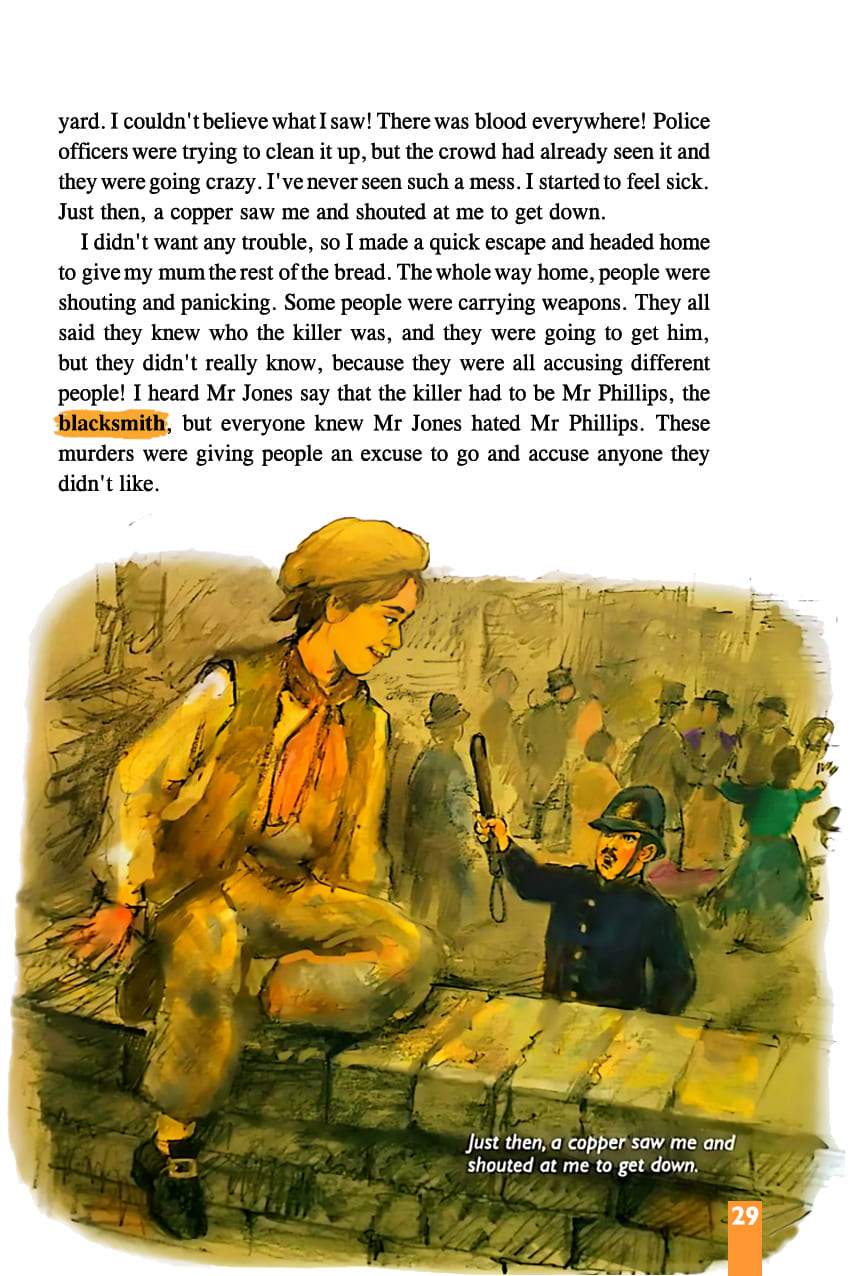 yard. I couldn't believe what I saw! There was blood everywhere! Police
officers were trying to clean it up, but the crowd had already seen it and
they were going crazy. I've never seen such a mess. I started to feel sick.
Just then, a copper saw me and shouted at me to get down.
I didn't want any trouble, so I made a quick escape and headed home
to give my mum the rest of the bread. The whole way home, people were
shouting and panicking. Some people were carrying weapons. They all
said they knew who the killer was, and they were going to get him,
but they didn't really know, because they were all accusing different
people! I heard Mr Jones say that the killer had to be Mr Phillips, the
blacksmith, but everyone knew Mr Jones hated Mr Phillips. These
murders were giving people an excuse to go and accuse anyone they
didn't like.
Just then, a copper saw me and
shouted at me to get down.
29